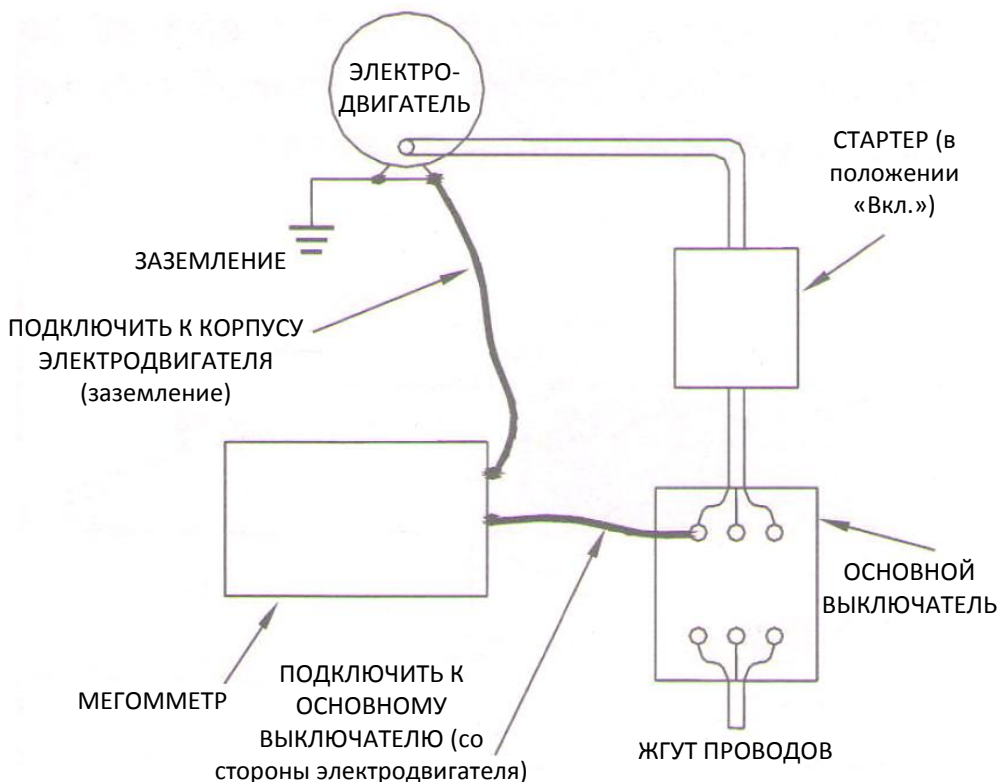 ЭЛЕКТРО-
ДВИГАТЕЛЬ
СТАРТЕР (в
положении
«Вкл.»)
ЗАЗЕМЛЕНИЕ
ПОДКЛЮЧИТЬ К КОРПУСУ
ЭЛЕКТРОДВИГАТЕЛЯ
(заземление)
ОСНОВНОЙ
ВЫКЛЮЧАТЕЛЬ
МЕГОММЕТР
ПОДКЛЮЧИТЬ К
ОСНОВНОМУ
ВЫКЛЮЧАТЕЛЮ (со
стороны электродвигателя)
ЖГУТ ПРОВОДОВ